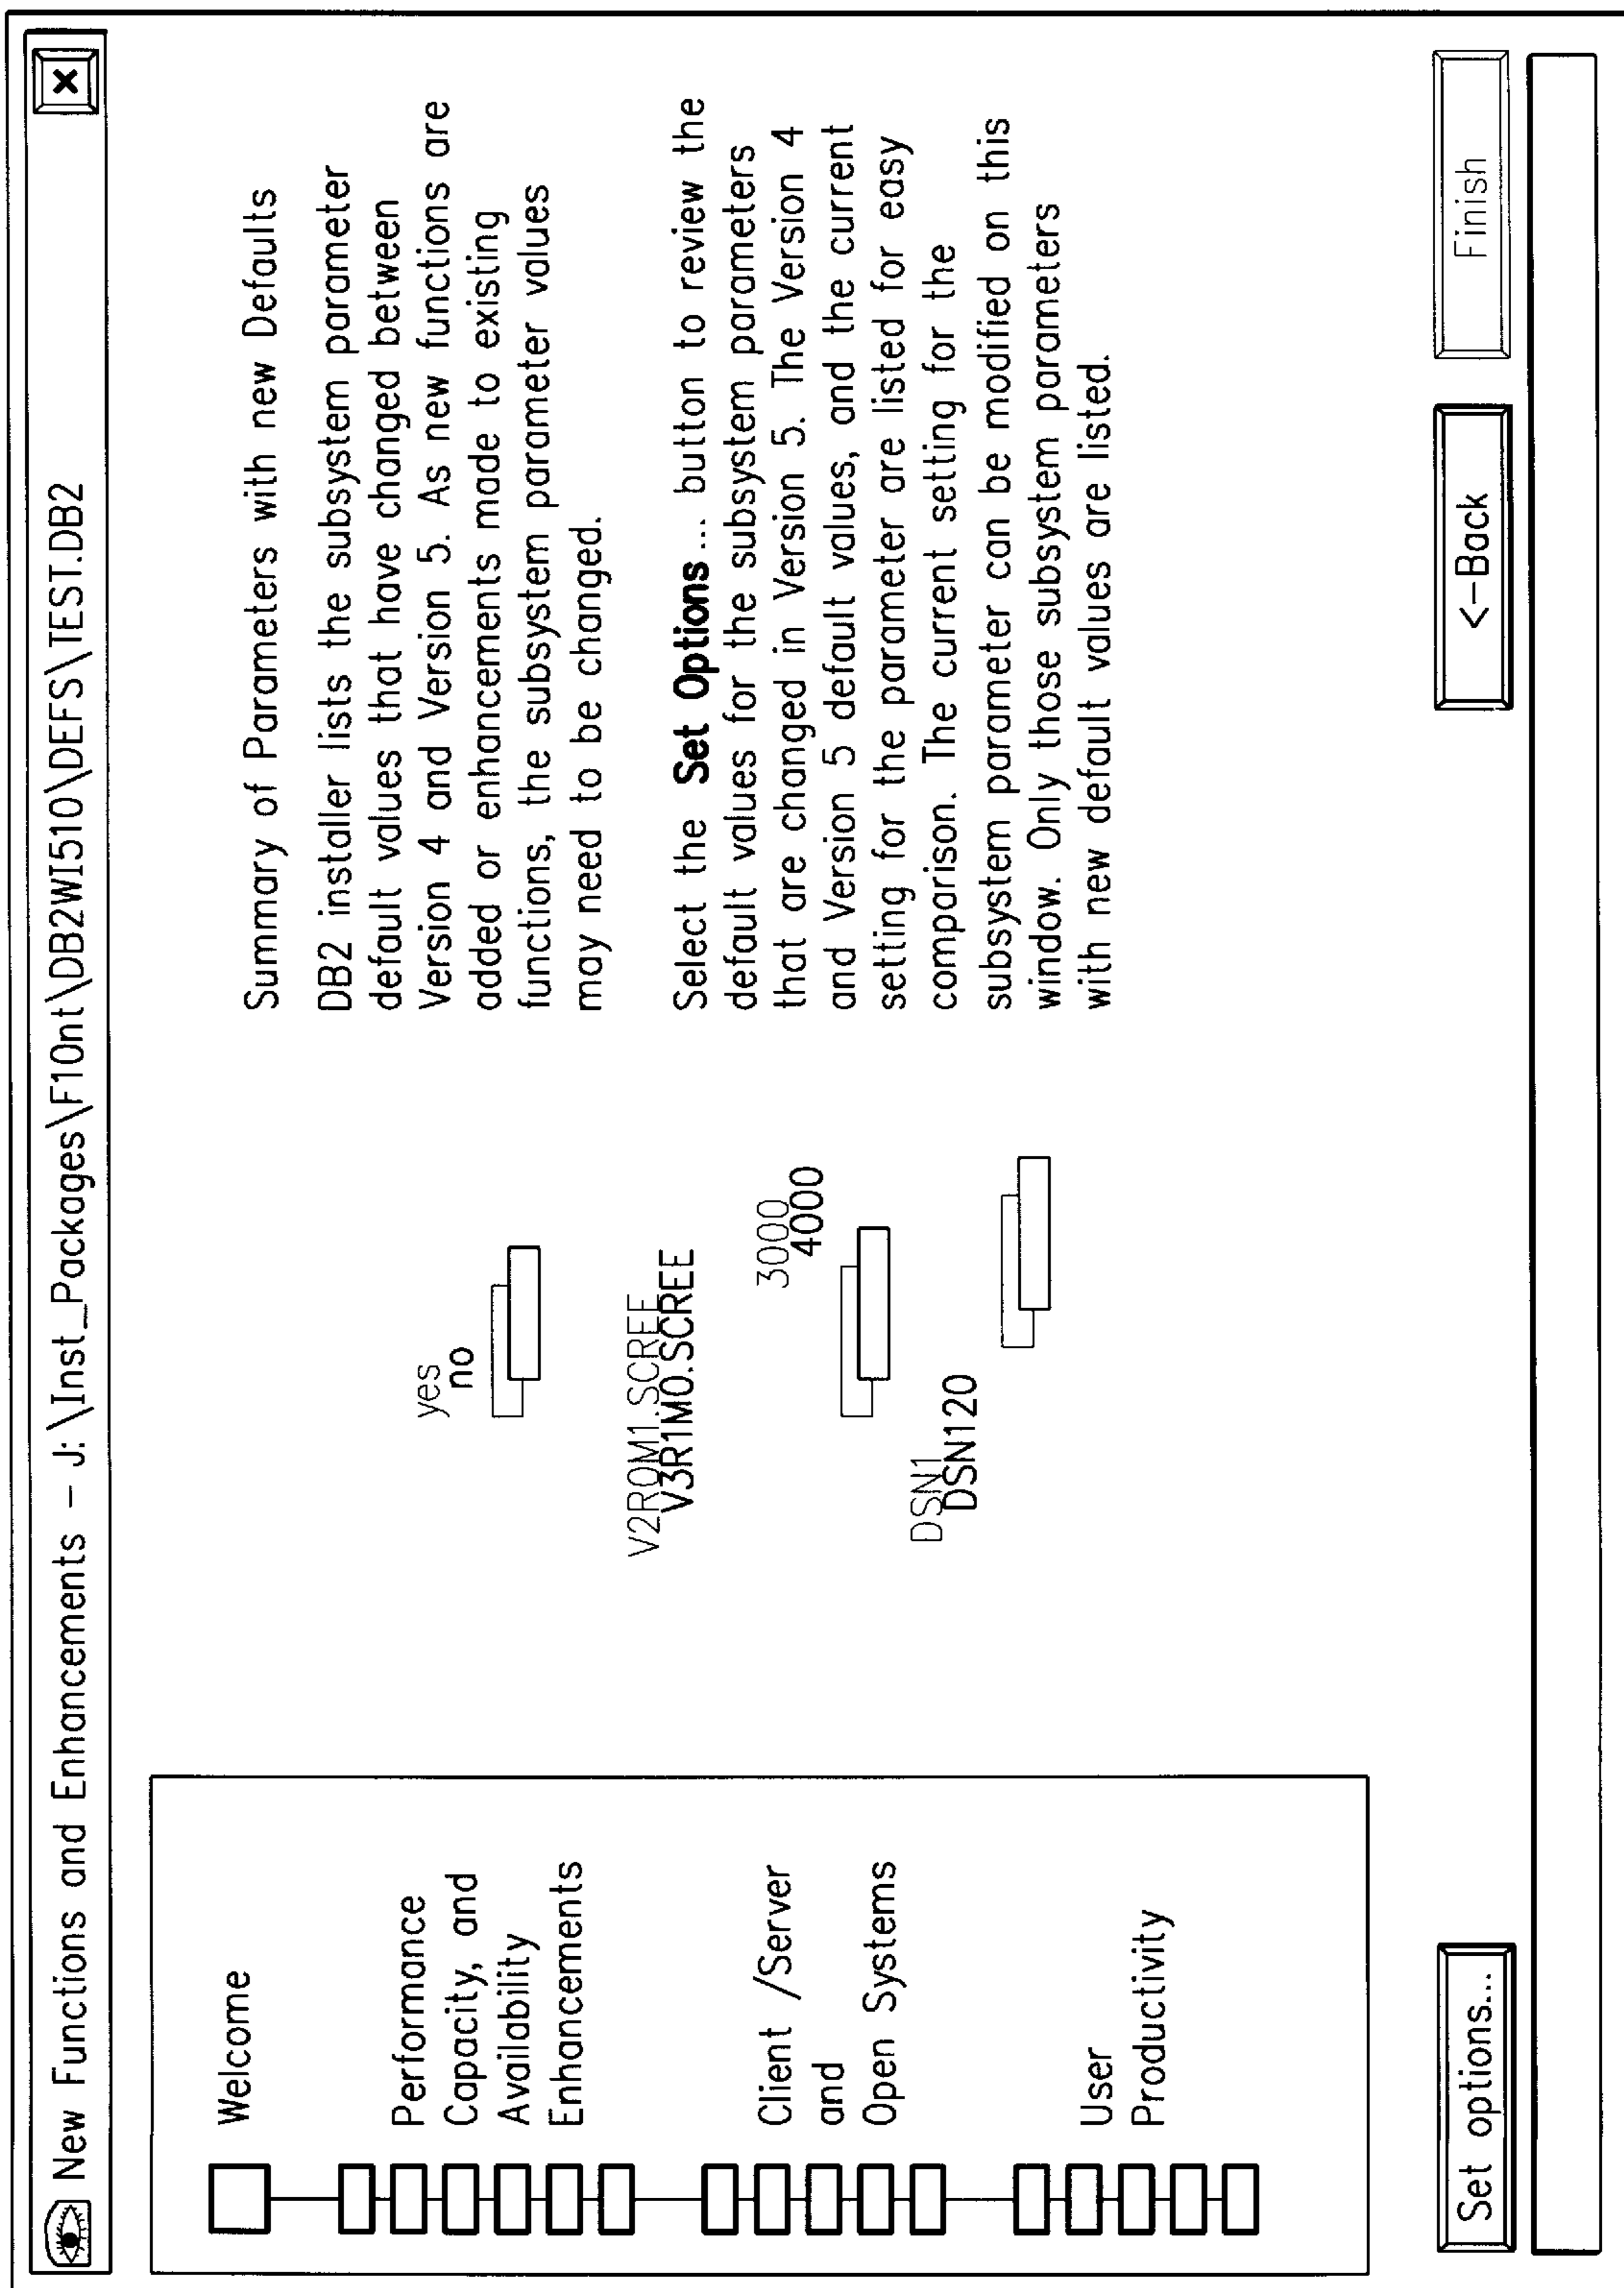 New Functions and Enhancements – J:\Inst_Packages\F10nt\DB2WI510\DEFS\TEST.DB2
Welcome
Performance
Capacity, and
Availability
Enhancements
Client /Server
and
Open Systems
User
Productivity
yes
no
V2R0M1.SCREE
V3R1M0.SCREE
3000
4000
DSN1
DSN120
Summary of Parameters with new Defaults
DB2 installer lists the subsystem parameter
default values that have changed between
Version 4 and Version 5. As new functions are
added or enhancements made to existing
functions, the subsystem parameter values
may need to be changed.
Select the Set Options... button to review the
default values for the subsystem parameters
that are changed in Version 5. The Version 4
and Version 5 default values, and the current
setting for the parameter are listed for easy
comparison. The current setting for the
subsystem parameter can be modified on this
window. Only those subsystem parameters
with new default values are listed.
Set options...
<–Back
Finish